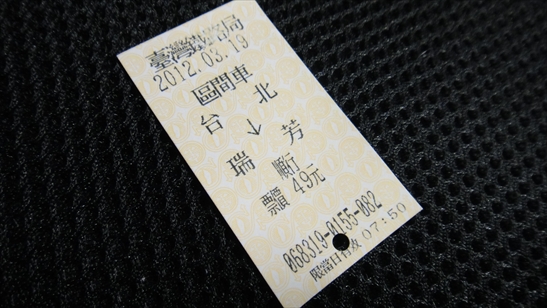 臺灣鐵路局
2012.03.19
區間車
台北
↓
瑞芳
順行
票價 49元
068319-0155-082
限當日有效 07:50